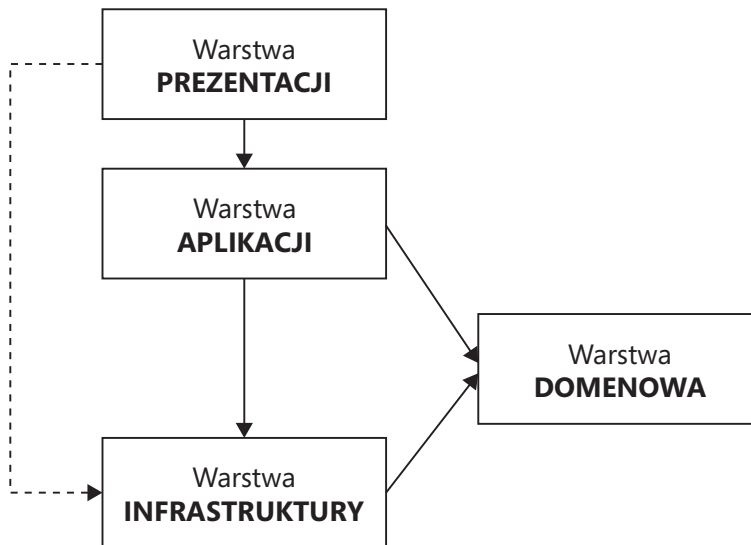 Warstwa
PREZENTACJI
Warstwa
APLIKACJI
Warstwa
DOMENOWA
Warstwa
INFRASTRUKTURY